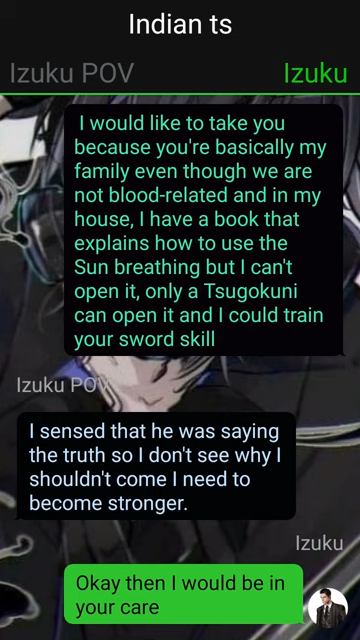 Indian ts
Izuku POV
Izuku
I would like to take you
because you're basically my
family even though we are
not blood-related and in my
house, I have a book that
explains how to use the
Sun breathing but I can't
open it, only a Tsugokuni
can open it and I could train
your sword skill
Izuku POV
I sensed that he was saying
the truth so I don't see why I
shouldn't come I need to
become stronger.
Izuku
Okay then I would be in
your care